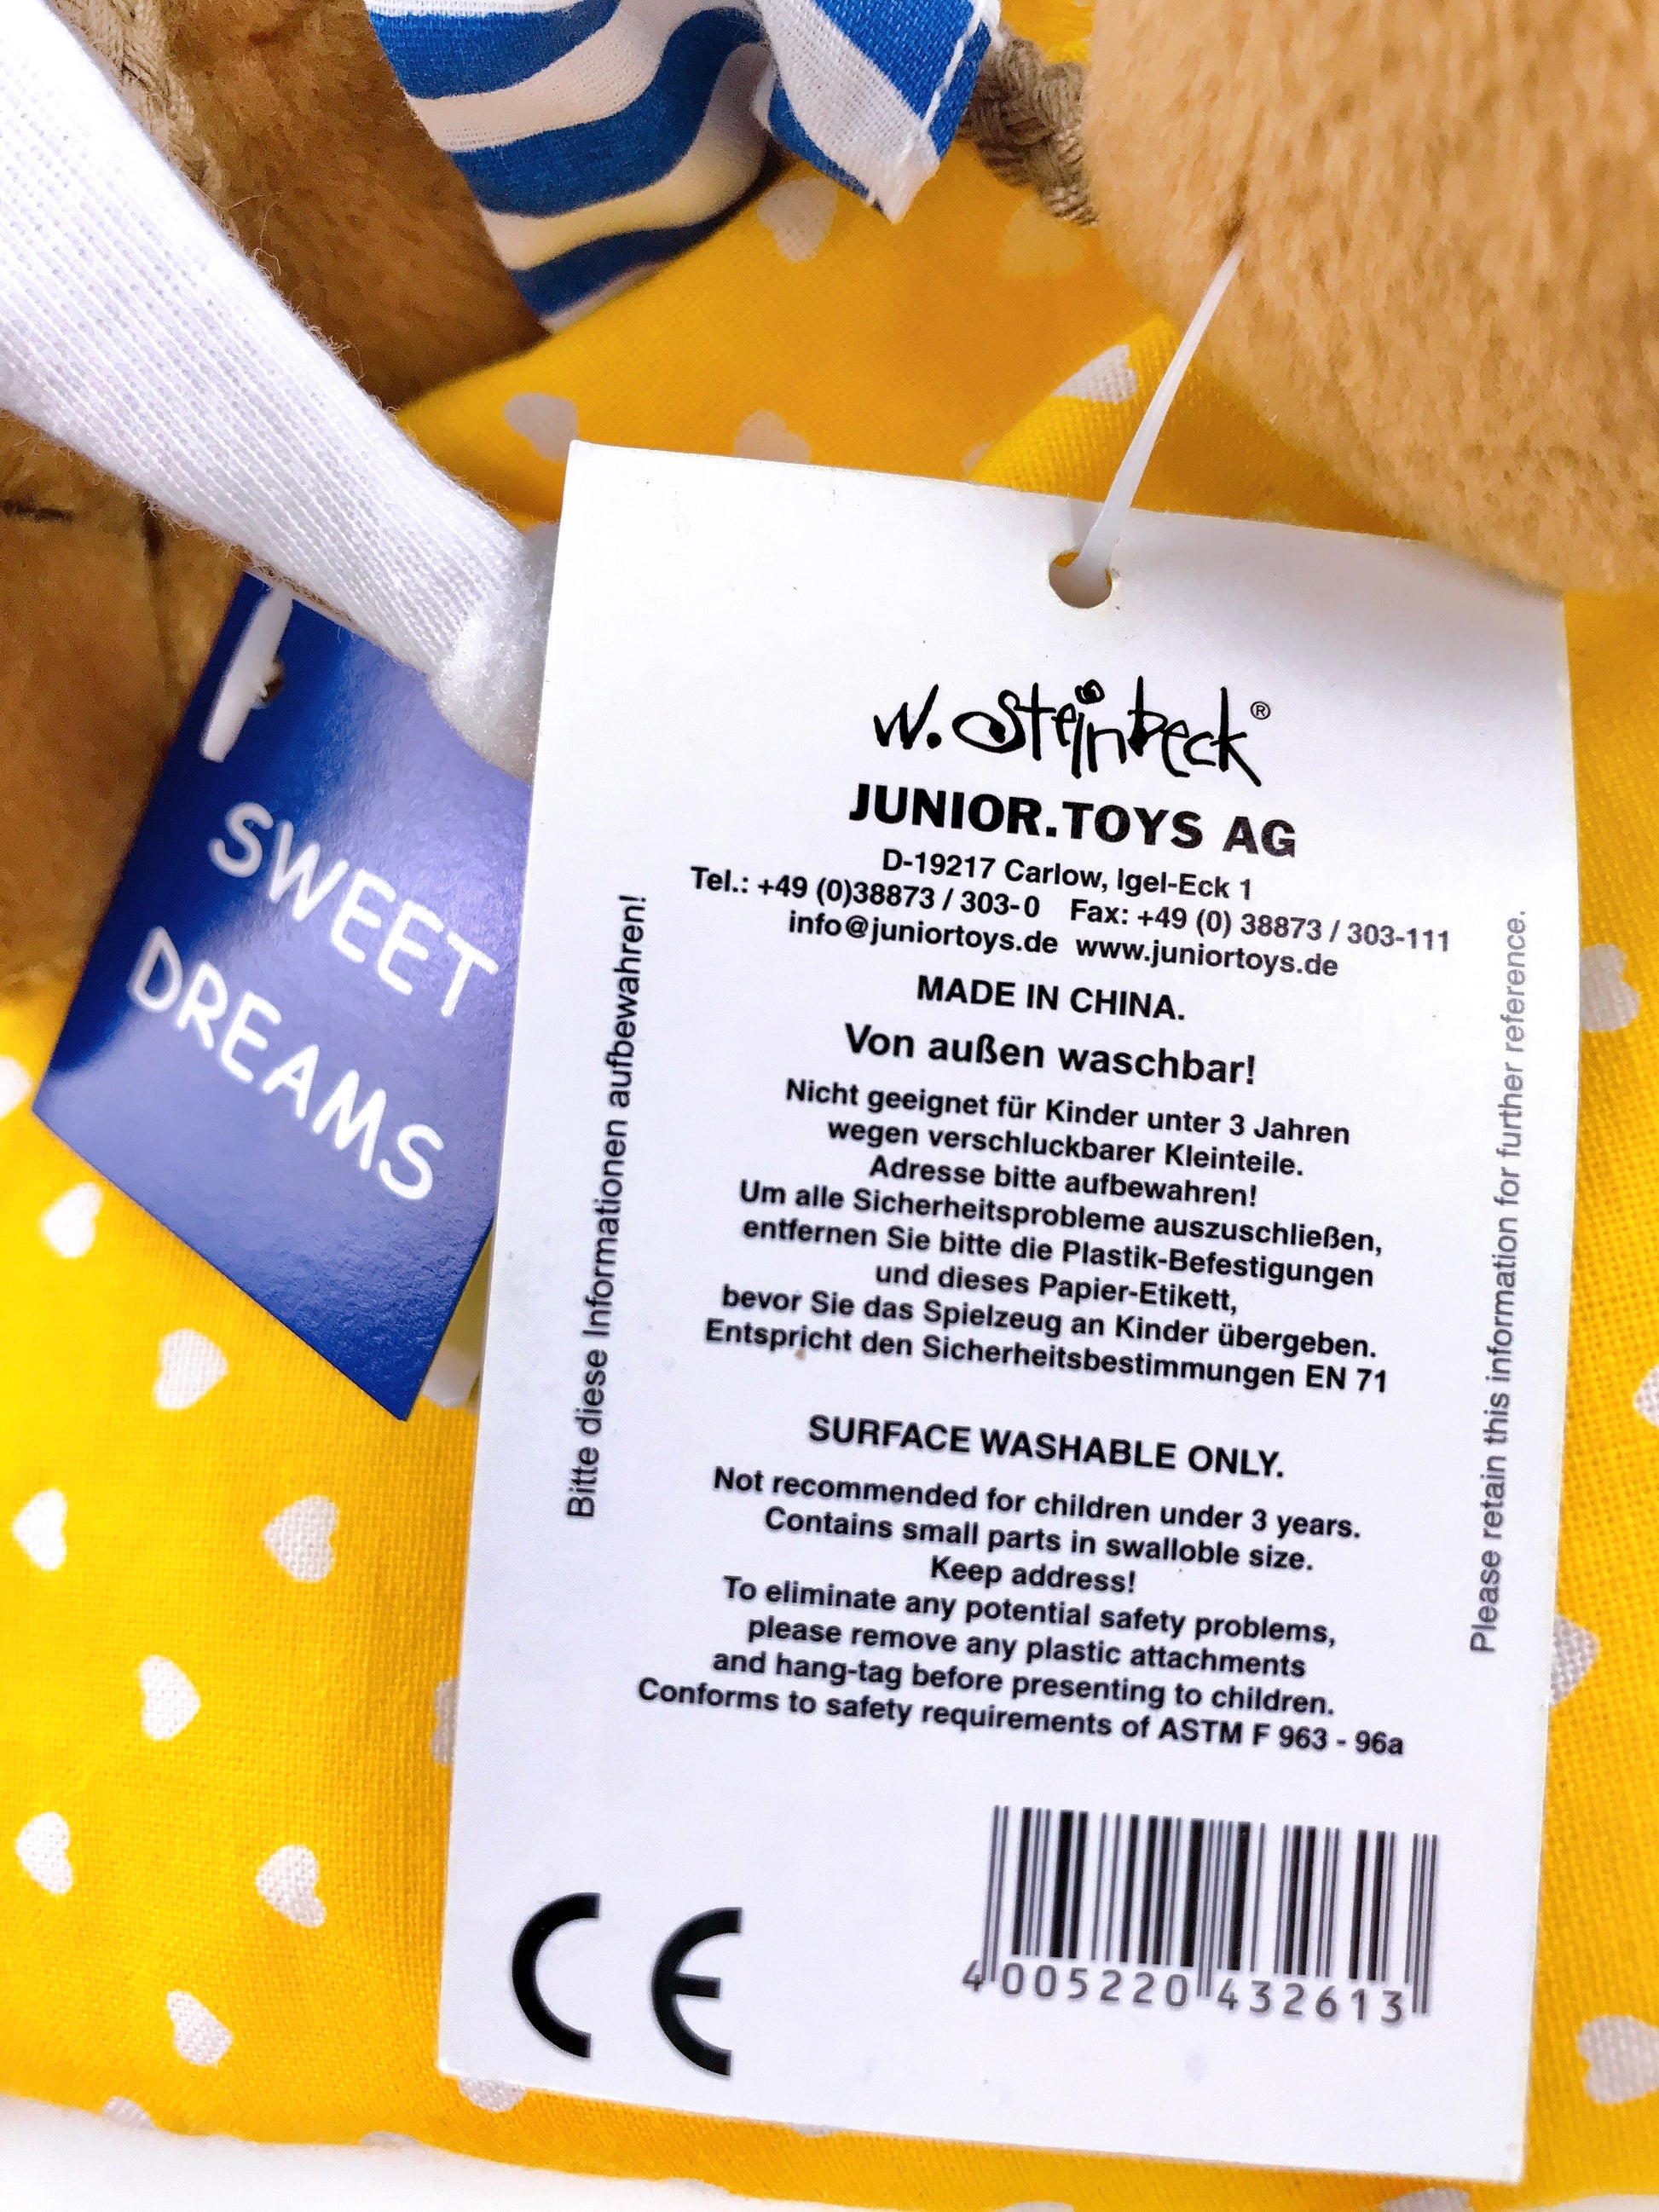 SWEET
DREAMS
W. Steinbeck®
JUNIOR.TOYS AG
D-19217 Carlow, Igel-Eck 1
Tel.: +49 (0)38873 / 303-0 Fax: +49 (0) 38873 / 303-111
info@juniortoys.de www.juniortoys.de
MADE IN CHINA.
Von außen waschbar!
Nicht geeignet für Kinder unter 3 Jahren
wegen verschluckbarer Kleinteile.
Adresse bitte aufbewahren!
Um alle Sicherheitsprobleme auszuschließen,
entfernen Sie bitte die Plastik-Befestigungen
und dieses Papier-Etikett,
bevor Sie das Spielzeug an Kinder übergeben.
Entspricht den Sicherheitsbestimmungen EN 71
SURFACE WASHABLE ONLY.
Not recommended for children under 3 years.
Contains small parts in swalloble size.
Keep address!
To eliminate any potential safety problems,
please remove any plastic attachments
and hang-tag before presenting to children.
Conforms to safety requirements of ASTM F 963 - 96a
Bitte diese Informationen aufbewahren!
Please retain this information for further reference.
CE
4 005220 432613